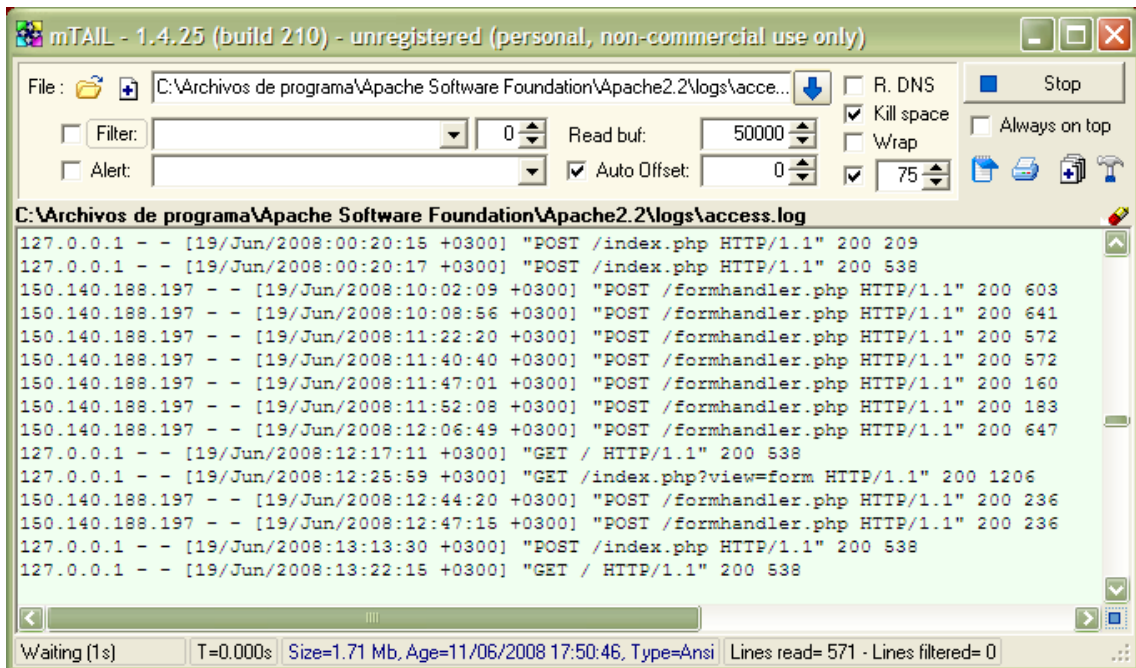 mTAIL - 1.4.25 (build 210) - unregistered (personal, non-commercial use only)
File : C:\Archivos de programa\Apache Software Foundation\Apache2.2\logs\acce... R. DNS Stop
Kill space
Filter: 0 Read buf: 50000 Wrap Always on top
Alert: Auto Offset: 0 75
C:\Archivos de programa\Apache Software Foundation\Apache2.2\logs\access.log
127.0.0.1 - - [19/Jun/2008:00:20:15 +0300] "POST /index.php HTTP/1.1" 200 209
127.0.0.1 - - [19/Jun/2008:00:20:17 +0300] "POST /index.php HTTP/1.1" 200 538
150.140.188.197 - - [19/Jun/2008:10:02:09 +0300] "POST /formhandler.php HTTP/1.1" 200 603
150.140.188.197 - - [19/Jun/2008:10:08:56 +0300] "POST /formhandler.php HTTP/1.1" 200 641
150.140.188.197 - - [19/Jun/2008:11:22:20 +0300] "POST /formhandler.php HTTP/1.1" 200 572
150.140.188.197 - - [19/Jun/2008:11:40:40 +0300] "POST /formhandler.php HTTP/1.1" 200 572
150.140.188.197 - - [19/Jun/2008:11:47:01 +0300] "POST /formhandler.php HTTP/1.1" 200 160
150.140.188.197 - - [19/Jun/2008:11:52:08 +0300] "POST /formhandler.php HTTP/1.1" 200 183
150.140.188.197 - - [19/Jun/2008:12:06:49 +0300] "POST /formhandler.php HTTP/1.1" 200 647
127.0.0.1 - - [19/Jun/2008:12:17:11 +0300] "GET / HTTP/1.1" 200 538
127.0.0.1 - - [19/Jun/2008:12:25:59 +0300] "GET /index.php?view=form HTTP/1.1" 200 1206
150.140.188.197 - - [19/Jun/2008:12:44:20 +0300] "POST /formhandler.php HTTP/1.1" 200 236
150.140.188.197 - - [19/Jun/2008:12:47:15 +0300] "POST /formhandler.php HTTP/1.1" 200 236
127.0.0.1 - - [19/Jun/2008:13:13:30 +0300] "POST /index.php HTTP/1.1" 200 538
127.0.0.1 - - [19/Jun/2008:13:22:15 +0300] "GET / HTTP/1.1" 200 538
Waiting (1s) T=0.000s Size=1.71 Mb, Age=11/06/2008 17:50:46, Type=Ansi Lines read= 571 - Lines filtered= 0